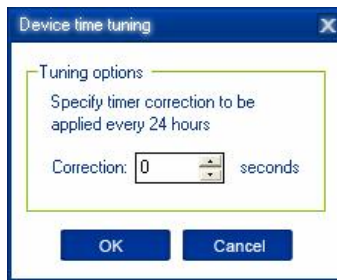 Device time tuning
X
Tuning options
Specify timer correction to be
applied every 24 hours
Correction: 0 seconds
OK Cancel